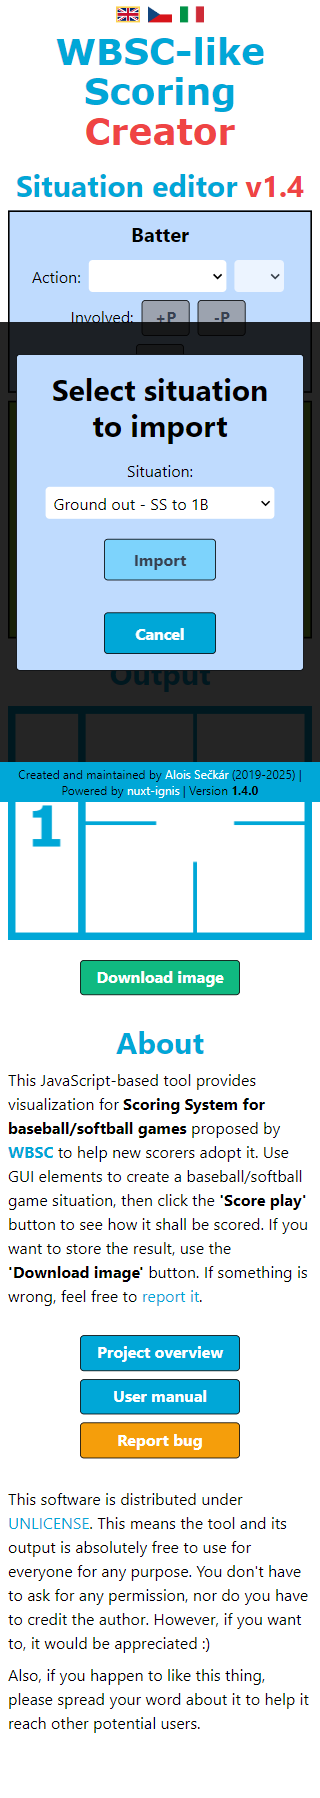 WBSC-like
Scoring
Creator
Situation editor v1.4
Batter
Action:
Involved: +P -P
Select situation
to import
Situation:
Ground out - SS to 1B
Import
Cancel
Output
Created and maintained by Alois Sečkár (2019-2025) |
Powered by nuxt-ignis | Version 1.4.0
1
Download image
About
This JavaScript-based tool provides
visualization for Scoring System for
baseball/softball games proposed by
WBSC to help new scorers adopt it. Use
GUI elements to create a baseball/softball
game situation, then click the 'Score play'
button to see how it shall be scored. If you
want to store the result, use the
'Download image' button. If something is
wrong, feel free to report it.
Project overview
User manual
Report bug
This software is distributed under
UNLICENSE. This means the tool and its
output is absolutely free to use for
everyone for any purpose. You don't have
to ask for any permission, nor do you have
to credit the author. However, if you want
to, it would be appreciated :)
Also, if you happen to like this thing,
please spread your word about it to help it
reach other potential users.